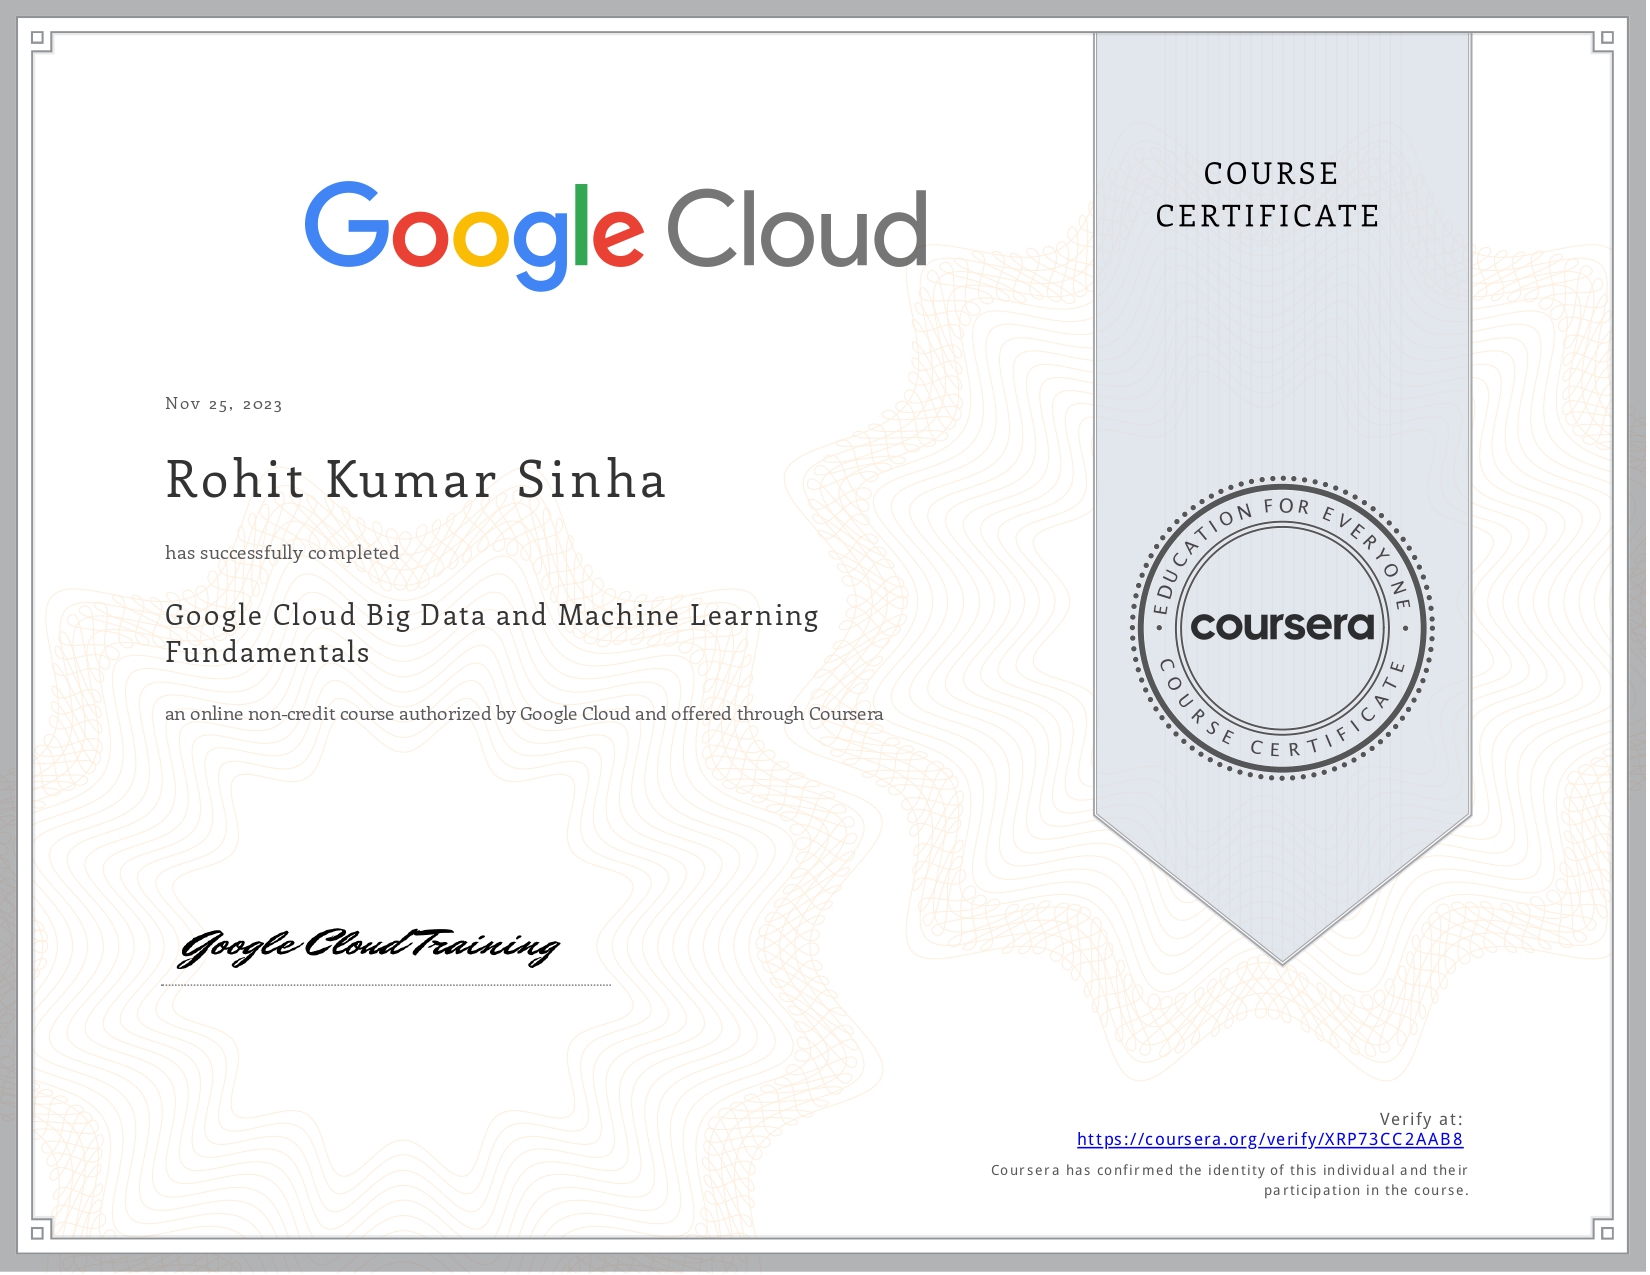 Google Cloud
COURSE
CERTIFICATE
Nov 25, 2023
Rohit Kumar Sinha
has successfully completed
Google Cloud Big Data and Machine Learning
Fundamentals
an online non-credit course authorized by Google Cloud and offered through Coursera
EDUCATION FOR EVERYONE
coursera
COURSE CERTIFICATE
Google Cloud Training
Verify at:
https://coursera.org/verify/XRP73CC2AAB8
Coursera has confirmed the identity of this individual and their
participation in the course.